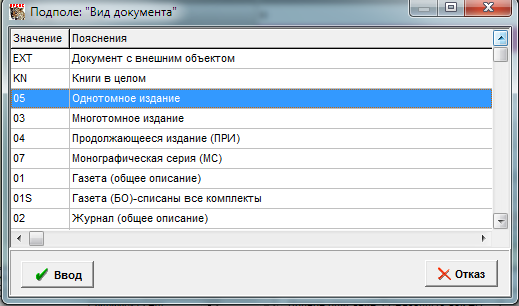 Подполе: "Вид документа"
Значение Пояснения
EXT Документ с внешним объектом
KN Книги в целом
05 Однотомное издание
03 Многотомное издание
04 Продолжающееся издание (ПРИ)
07 Монографическая серия (МС)
01 Газета (общее описание)
01S Газета (БО)-списаны все комплекты
02 Журнал (общее описание)
Ввод Отказ